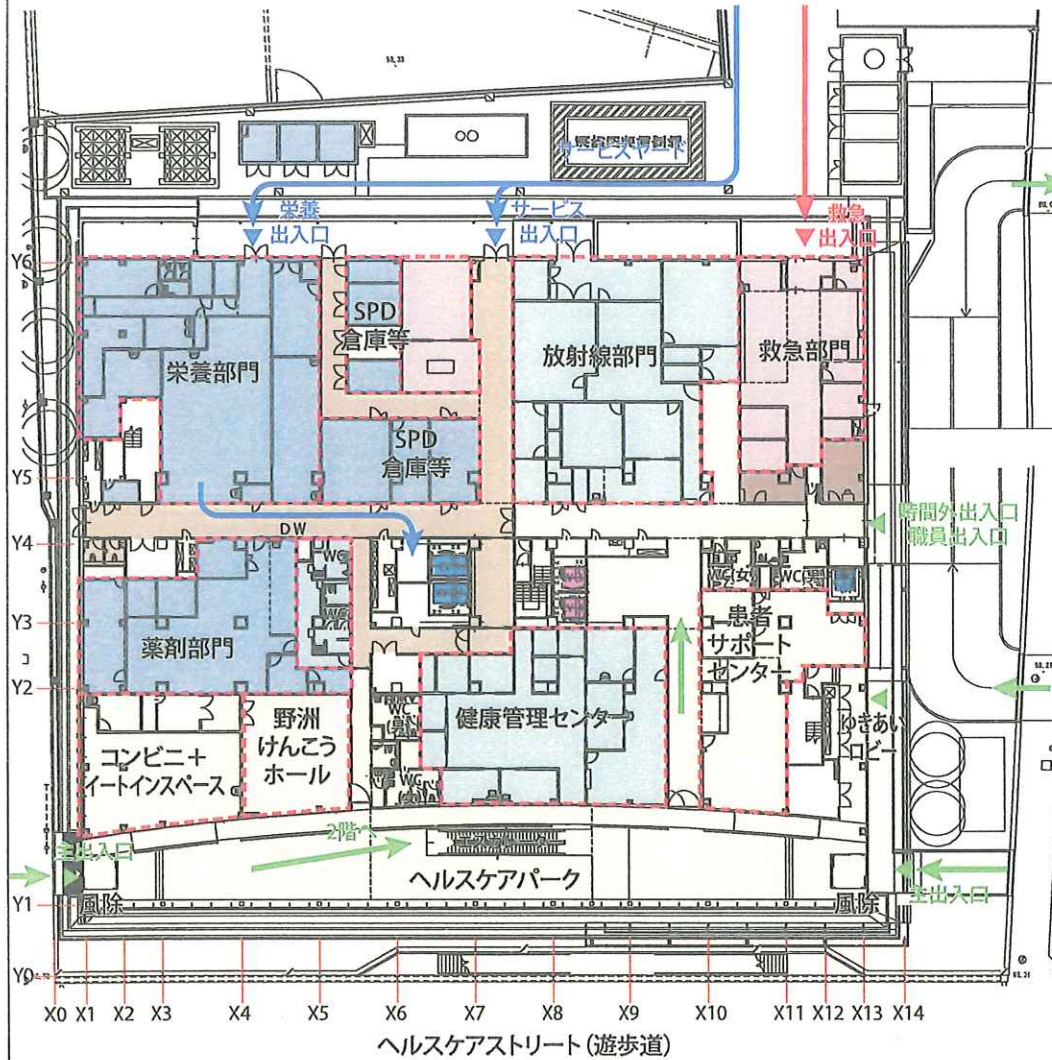 サービスヤード
栄養
出入口
サービス
出入口
救急
出入口
Y6
SPD
倉庫等
栄養部門
放射線部門
救急部門
SPD
倉庫等
Y5
時間外出入口
職員出入口
DW
Y4
WC
WC(女)
WC(男)
患者
サポート
センター
Y3
薬剤部門
Y2
健康管理センター
WC
WC
ゆきあい
ロビー
野洲
けんこう
ホール
コンビニ+
イートインスペース
2階へ
主出入口
ヘルスケアパーク
主出入口
風除
風除
Y1
Y0
X0 X1 X2 X3 X4 X5 X6 X7 X8 X9 X10 X11 X12 X13 X14
ヘルスケアストリート(遊歩道)